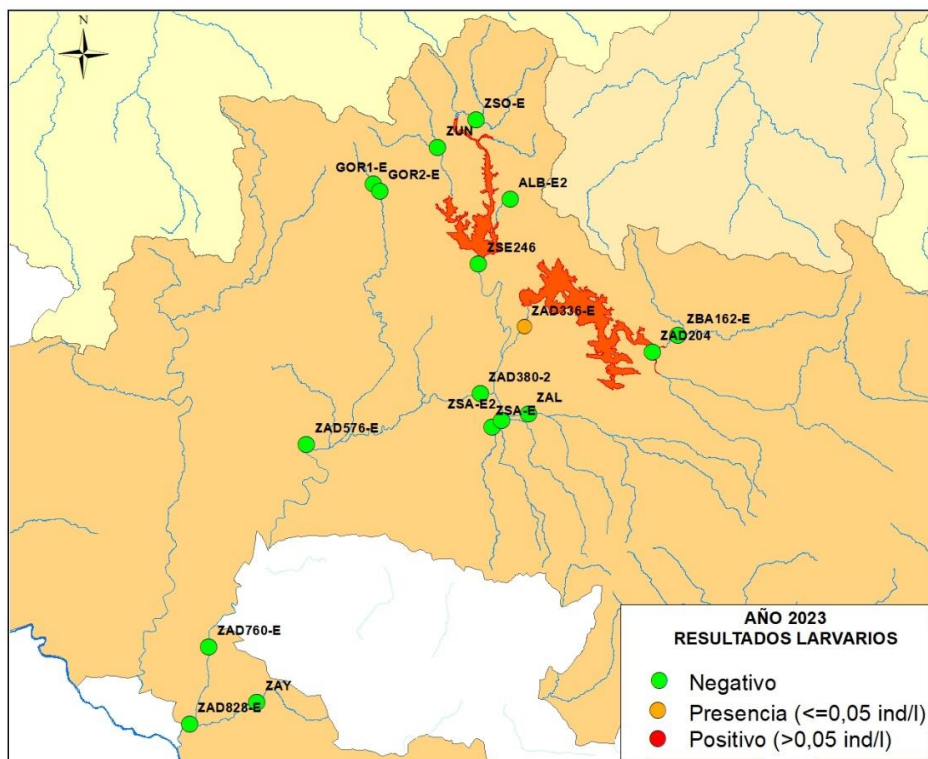 N
ZSO-E
ZUN
GOR1-E
GOR2-E
ALB-E2
ZSE246
ZAD336-E
ZBA162-E
ZAD204
ZAD380-2
ZSA-E2
ZSA-E
ZAL
ZAD576-E
ZAD760-E
ZAY
ZAD828-E
AÑO 2023
RESULTADOS LARVARIOS
Negativo
Presencia (<=0,05 ind/l)
Positivo (>0,05 ind/l)